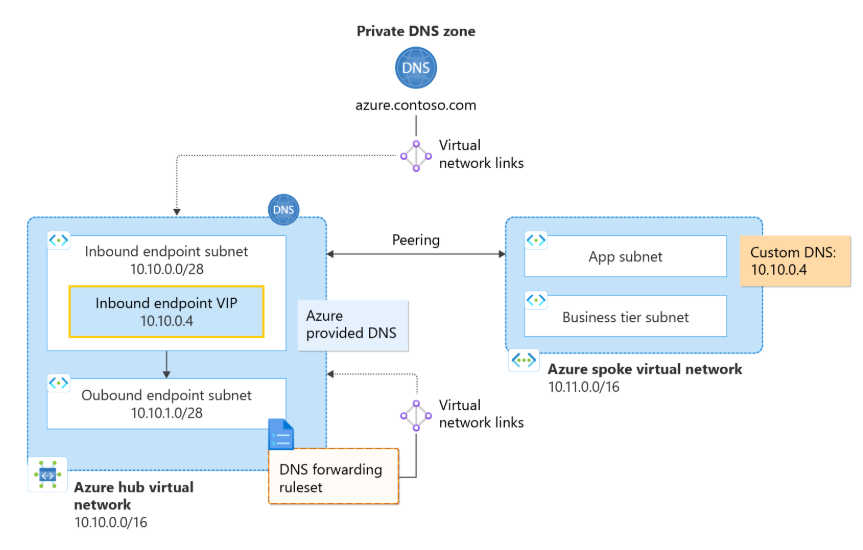 Private DNS zone
DNS
azure.contoso.com
Virtual
network links
DNS
Inbound endpoint subnet
10.10.0.0/28
Inbound endpoint VIP
10.10.0.4
Azure
provided DNS
Oubound endpoint subnet
10.10.1.0/28
Peering
App subnet
Business tier subnet
Custom DNS:
10.10.0.4
Azure spoke virtual network
10.11.0.0/16
Virtual
network links
DNS forwarding
ruleset
Azure hub virtual
network
10.10.0.0/16